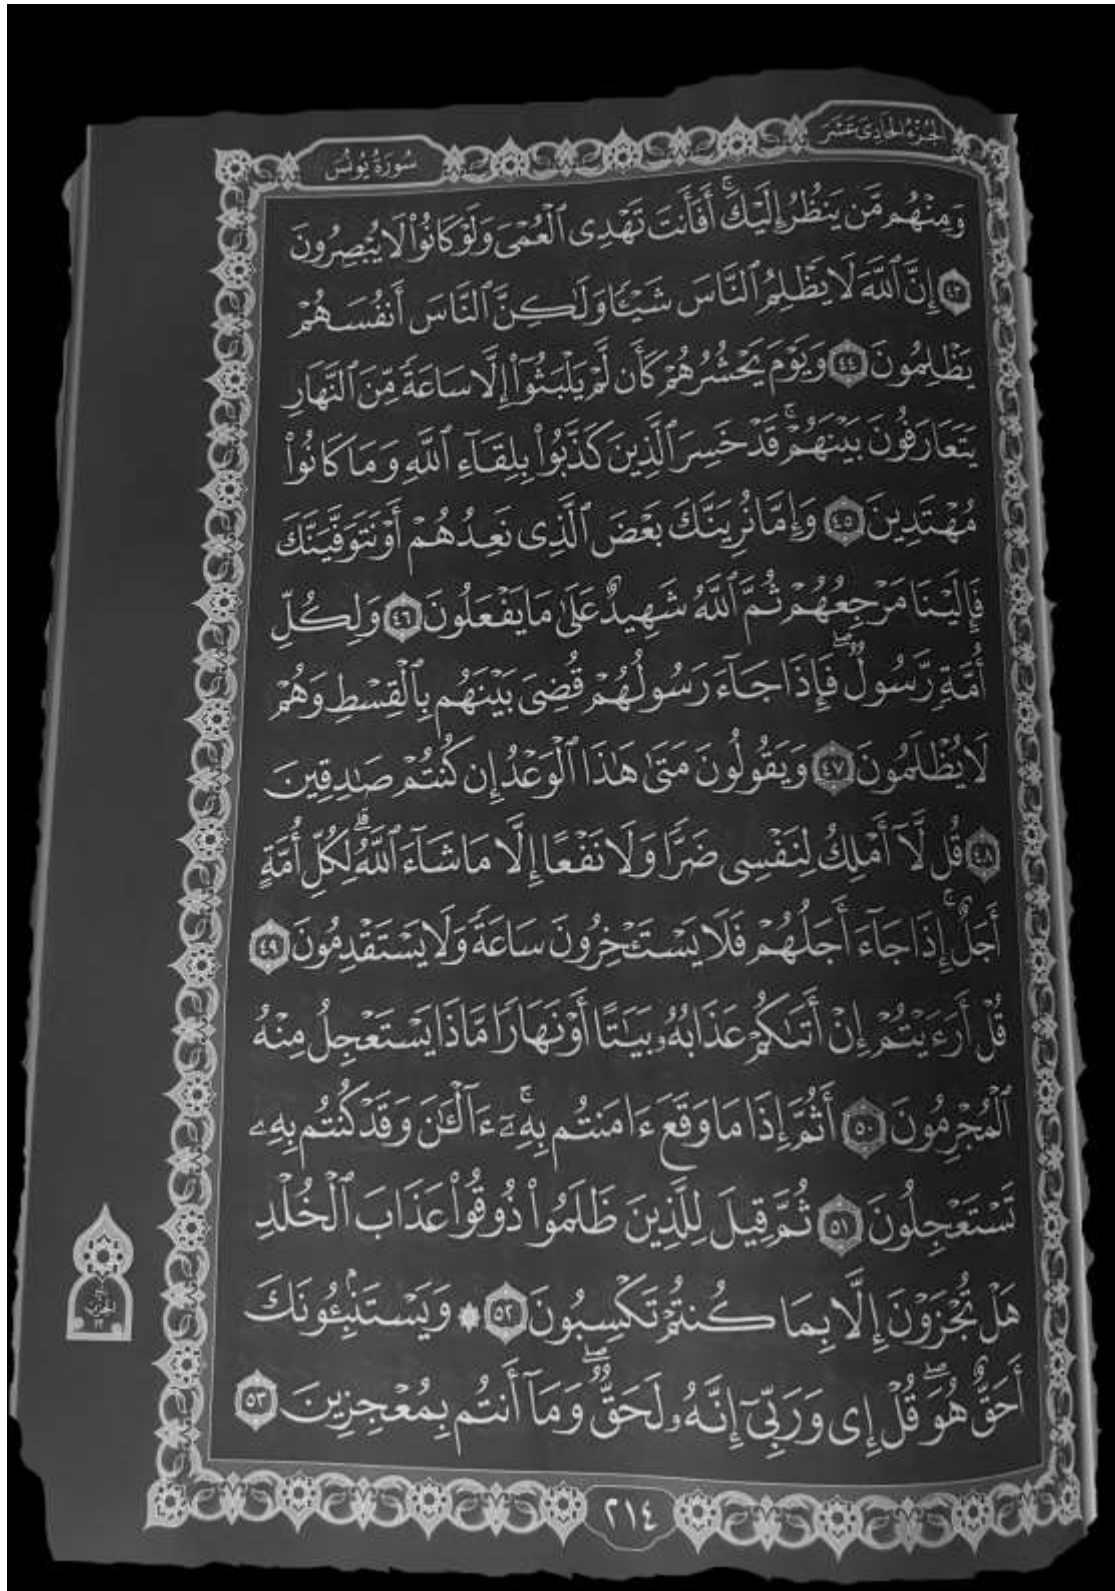 الجزء الحادي عشر
سورة يونس
وَمِنْهُم مَّن يَنظُرُ إِلَيْكَ ۚ أَفَأَنتَ تَهْدِى ٱلْعُمْىَ وَلَوْ كَانُوا۟ لَا يُبْصِرُونَ
٤٣ إِنَّ ٱللَّهَ لَا يَظْلِمُ ٱلنَّاسَ شَيْـًٔا وَلَـٰكِنَّ ٱلنَّاسَ أَنفُسَهُمْ
يَظْلِمُونَ ٤٤ وَيَوْمَ يَحْشُرُهُمْ كَأَن لَّمْ يَلْبَثُوٓا۟ إِلَّا سَاعَةً مِّنَ ٱلنَّهَارِ
يَتَعَارَفُونَ بَيْنَهُمْ ۚ قَدْ خَسِرَ ٱلَّذِينَ كَذَّبُوا۟ بِلِقَآءِ ٱللَّهِ وَمَا كَانُوا۟
مُهْتَدِينَ ٤٥ وَإِمَّا نُرِيَنَّكَ بَعْضَ ٱلَّذِى نَعِدُهُمْ أَوْ نَتَوَفَّيَنَّكَ
فَإِلَيْنَا مَرْجِعُهُمْ ثُمَّ ٱللَّهُ شَهِيدٌ عَلَىٰ مَا يَفْعَلُونَ ٤٦ وَلِكُلِّ
أُمَّةٍ رَّسُولٌ ۖ فَإِذَا جَآءَ رَسُولُهُمْ قُضِىَ بَيْنَهُم بِٱلْقِسْطِ وَهُمْ
لَا يُظْلَمُونَ ٤٧ وَيَقُولُونَ مَتَىٰ هَـٰذَا ٱلْوَعْدُ إِن كُنتُمْ صَـٰدِقِينَ
٤٨ قُل لَّآ أَمْلِكُ لِنَفْسِى ضَرًّا وَلَا نَفْعًا إِلَّا مَا شَآءَ ٱللَّهُ ۗ لِكُلِّ أُمَّةٍ
أَجَلٌ ۚ إِذَا جَآءَ أَجَلُهُمْ فَلَا يَسْتَـْٔخِرُونَ سَاعَةً وَلَا يَسْتَقْدِمُونَ ٤٩
قُلْ أَرَءَيْتُمْ إِنْ أَتَىٰكُمْ عَذَابُهُۥ بَيَـٰتًا أَوْ نَهَارًا مَّاذَا يَسْتَعْجِلُ مِنْهُ
ٱلْمُجْرِمُونَ ٥٠ أَثُمَّ إِذَا مَا وَقَعَ ءَامَنتُم بِهِۦٓ ۚ ءَآلْـَٔـٰنَ وَقَدْ كُنتُم بِهِۦ
تَسْتَعْجِلُونَ ٥١ ثُمَّ قِيلَ لِلَّذِينَ ظَلَمُوا۟ ذُوقُوا۟ عَذَابَ ٱلْخُلْدِ
هَلْ تُجْزَوْنَ إِلَّا بِمَا كُنتُمْ تَكْسِبُونَ ٥٢ ۞ وَيَسْتَنۢبِـُٔونَكَ
أَحَقٌّ هُوَ ۖ قُلْ إِى وَرَبِّىٓ إِنَّهُۥ لَحَقٌّ ۖ وَمَآ أَنتُم بِمُعْجِزِينَ ٥٣
٢١٤